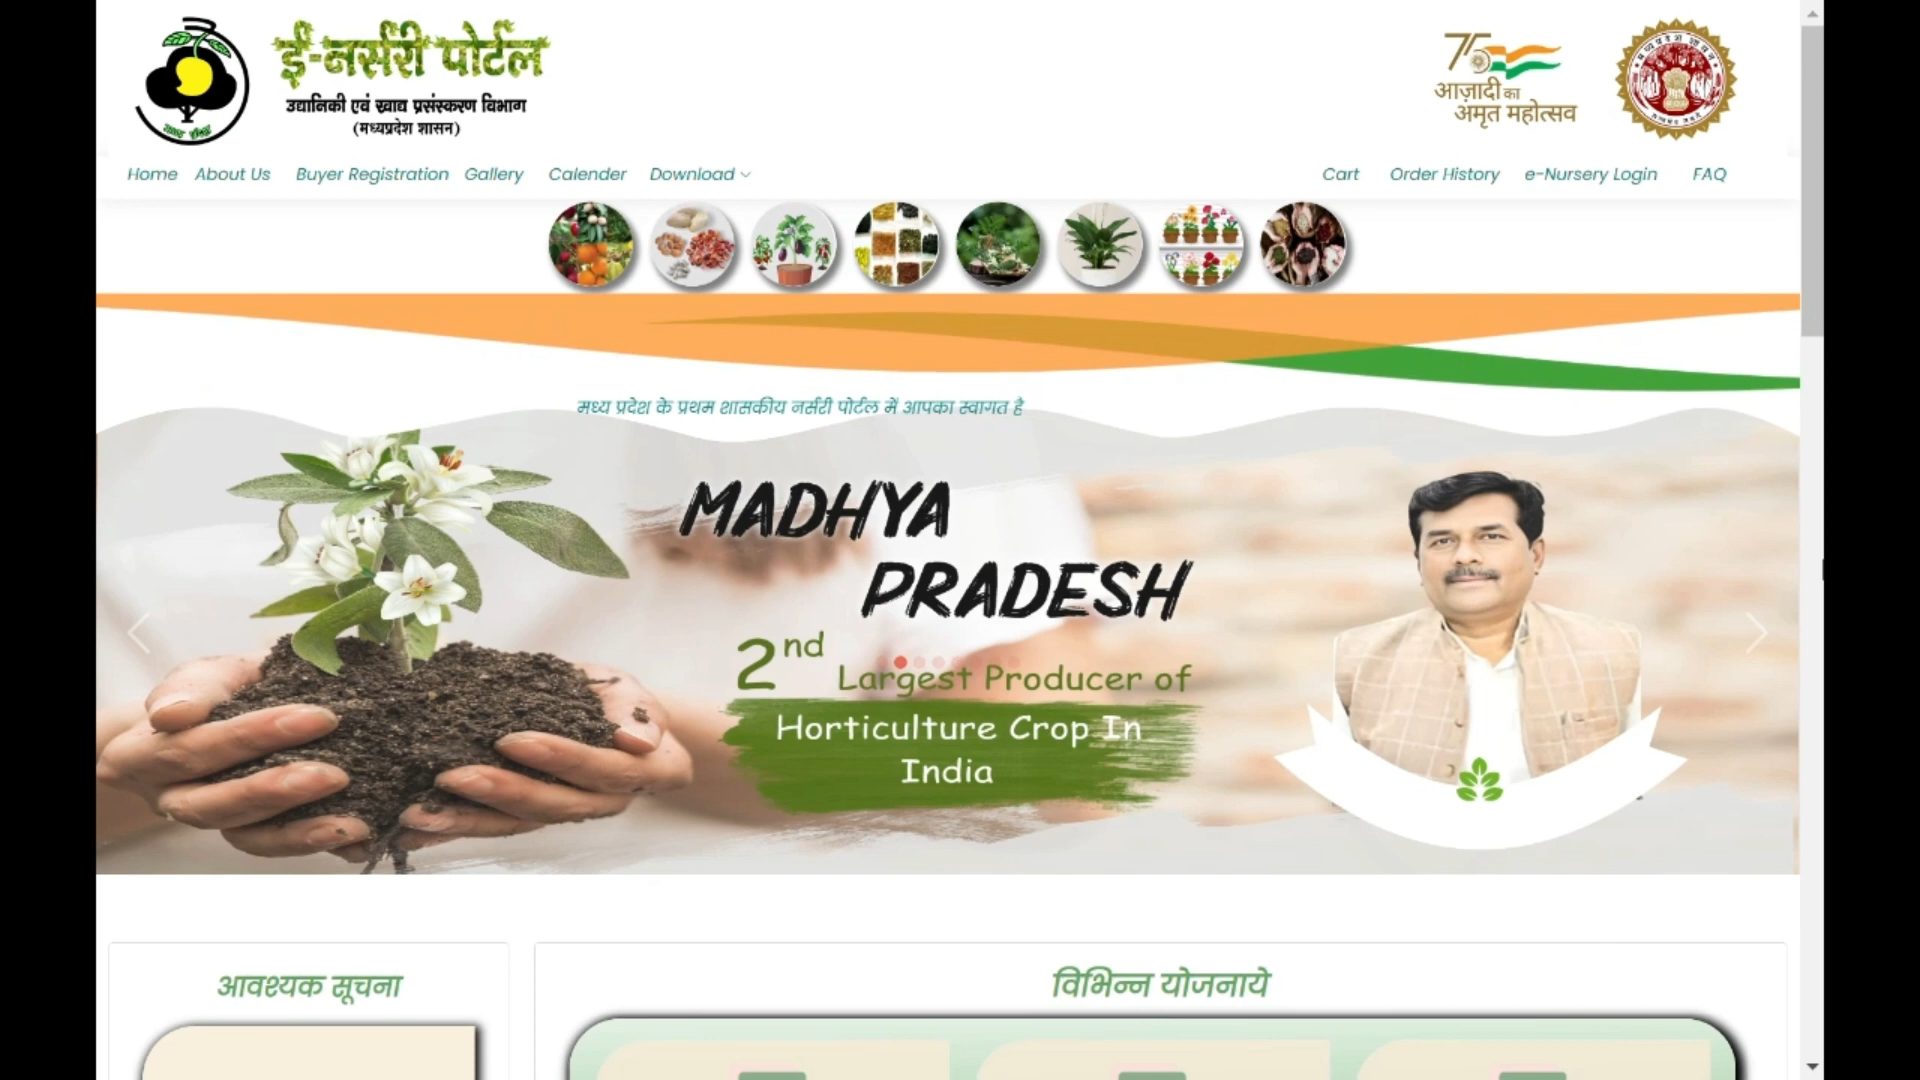 ई-नर्सरी पोर्टल
उद्यानिकी एवं खाद्य प्रसंस्करण विभाग
(मध्यप्रदेश शासन)
75
आज़ादी का
अमृत महोत्सव
Home About Us Buyer Registration Gallery Calender Download
Cart Order History e-Nursery Login FAQ
मध्य प्रदेश के प्रथम शासकीय नर्सरी पोर्टल में आपका स्वागत है
MADHYA
PRADESH
2nd Largest Producer of
Horticulture Crop In
India
आवश्यक सूचना
विभिन्न योजनाये